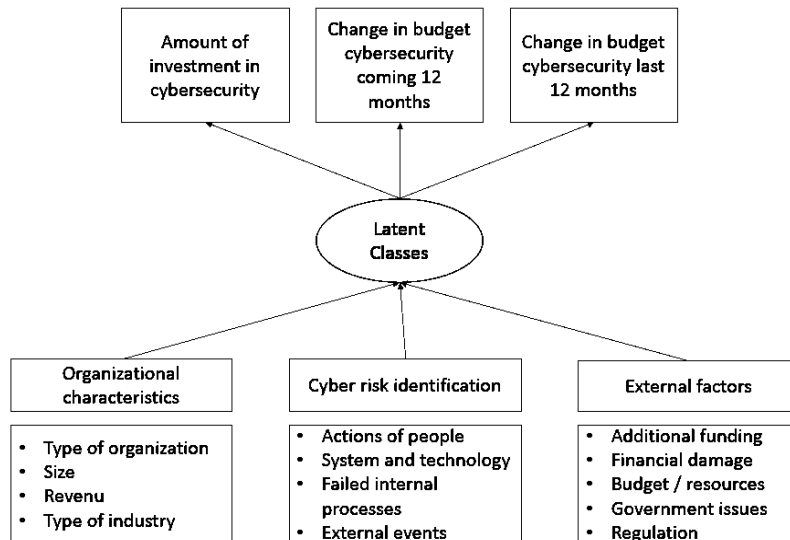 Amount of
investment in
cybersecurity
Change in budget
cybersecurity
coming 12
months
Change in budget
cybersecurity last
12 months
Latent
Classes
Organizational
characteristics
Cyber risk identification
External factors
• Type of organization
• Size
• Revenu
• Type of industry
• Actions of people
• System and technology
• Failed internal
processes
• External events
• Additional funding
• Financial damage
• Budget / resources
• Government issues
• Regulation